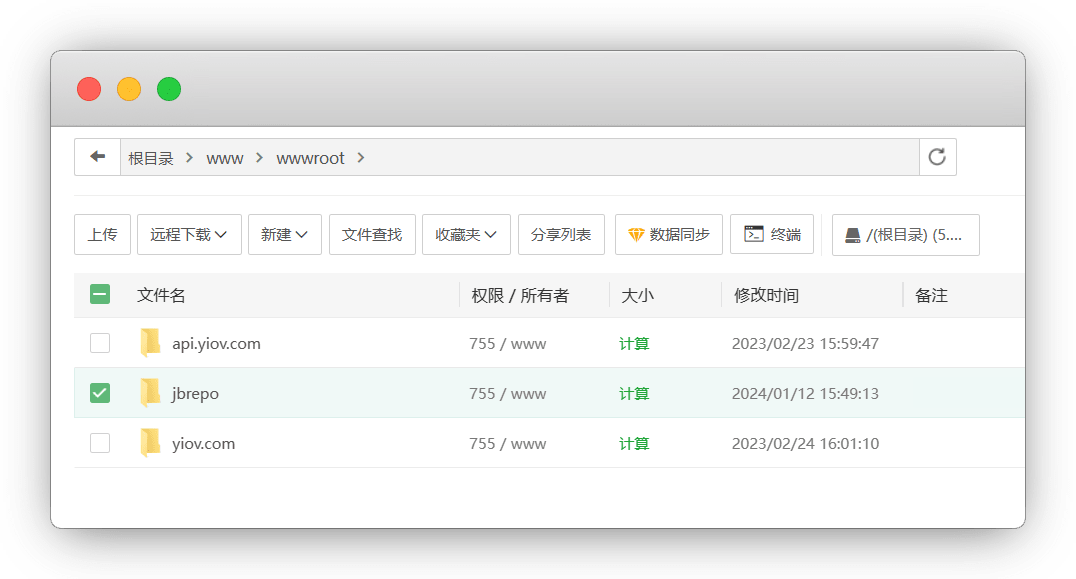 根目录 www wwwroot
上传 远程下载 新建 文件查找 收藏夹 分享列表 数据同步 终端 /(根目录) (5....
文件名 权限 / 所有者 大小 修改时间 备注
api.yiov.com 755 / www 计算 2023/02/23 15:59:47
jbrepo 755 / www 计算 2024/01/12 15:49:13
yiov.com 755 / www 计算 2023/02/24 16:01:10